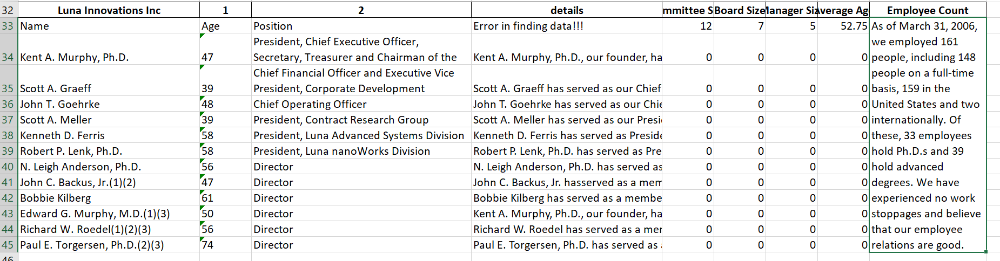 32 Luna Innovations Inc 1 2 details mmittee S Board Size Manager Siz Average Ag Employee Count
33 Name Age Position Error in finding data!!! 12 7 5 52.75 As of March 31, 2006,
President, Chief Executive Officer, we employed 161
34 Kent A. Murphy, Ph.D. 47 Secretary, Treasurer and Chairman of the Kent A. Murphy, Ph.D., our founder, ha 0 0 0 0 people, including 148
Chief Financial Officer and Executive Vice people on a full-time
35 Scott A. Graeff 39 President, Corporate Development Scott A. Graeff has served as our Chief 0 0 0 0 basis, 159 in the
36 John T. Goehrke 48 Chief Operating Officer John T. Goehrke has served as our Chie 0 0 0 0 United States and two
37 Scott A. Meller 39 President, Contract Research Group Scott A. Meller has served as our Presi 0 0 0 0 internationally. Of
38 Kenneth D. Ferris 58 President, Luna Advanced Systems Division Kenneth D. Ferris has served as Preside 0 0 0 0 these, 33 employees
39 Robert P. Lenk, Ph.D. 58 President, Luna nanoWorks Division Robert P. Lenk, Ph.D. has served as Pre 0 0 0 0 hold Ph.D.s and 39
40 N. Leigh Anderson, Ph.D. 56 Director N. Leigh Anderson, Ph.D. has served as 0 0 0 0 hold advanced
41 John C. Backus, Jr.(1)(2) 47 Director John C. Backus, Jr. hasserved as a mem 0 0 0 0 degrees. We have
42 Bobbie Kilberg 61 Director Bobbie Kilberg has served as a membe 0 0 0 0 experienced no work
43 Edward G. Murphy, M.D.(1)(3) 50 Director Kent A. Murphy, Ph.D., our founder, ha 0 0 0 0 stoppages and believe
44 Richard W. Roedel(1)(2)(3) 56 Director Richard W. Roedel has served as a mer 0 0 0 0 that our employee
45 Paul E. Torgersen, Ph.D.(2)(3) 74 Director Paul E. Torgersen, Ph.D. has served as 0 0 0 0 relations are good.
46